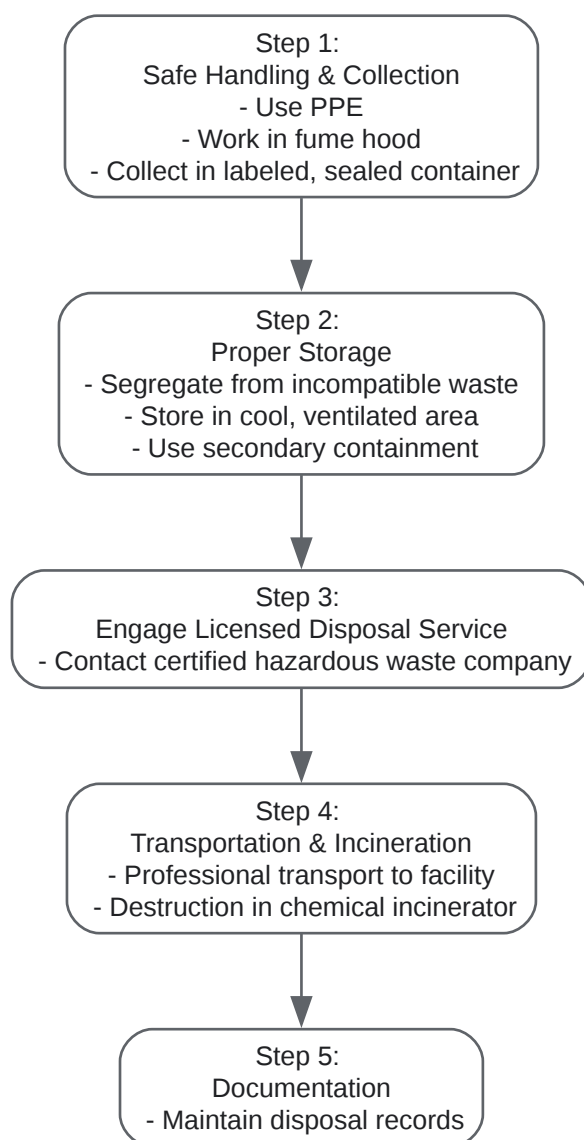 Step 1:
Safe Handling & Collection
- Use PPE
- Work in fume hood
- Collect in labeled, sealed container
Step 2:
Proper Storage
- Segregate from incompatible waste
- Store in cool, ventilated area
- Use secondary containment
Step 3:
Engage Licensed Disposal Service
- Contact certified hazardous waste company
Step 4:
Transportation & Incineration
- Professional transport to facility
- Destruction in chemical incinerator
Step 5:
Documentation
- Maintain disposal records